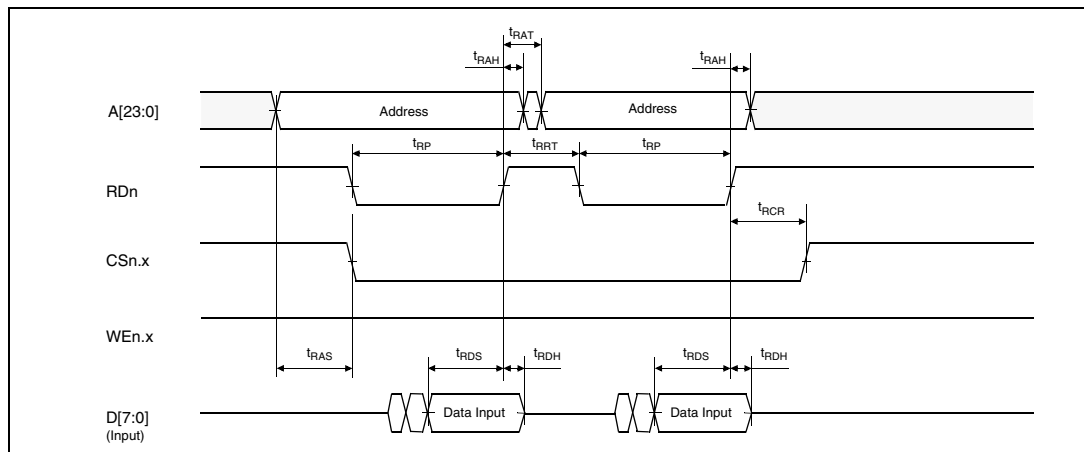 tRAT
tRAH
tRAH
A[23:0]
Address
Address
tRP
tRRT
tRP
RDn
tRCR
CSn.x
WEn.x
tRAS
tRDS
tRDH
tRDS
tRDH
D[7:0]
(Input)
Data Input
Data Input